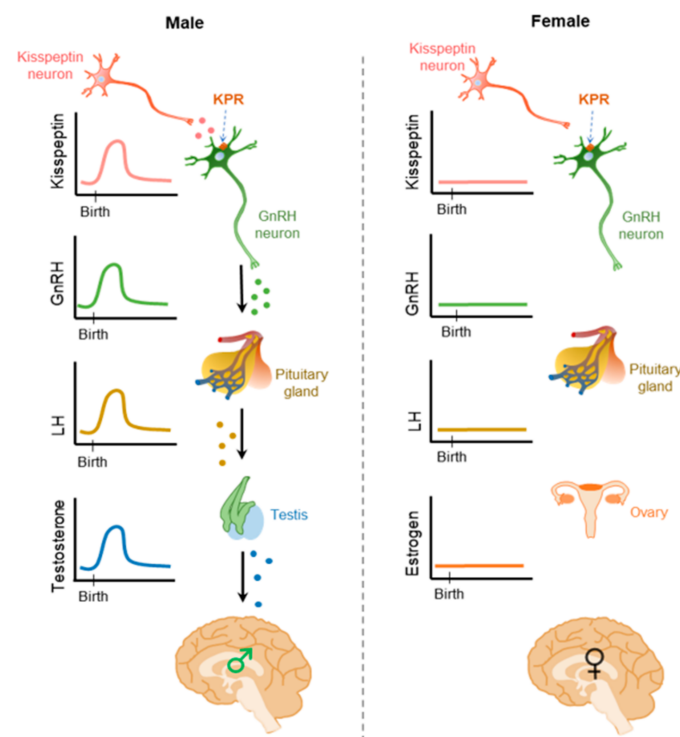 Male
Kisspeptin
neuron
KPR
Kisspeptin
Birth
GnRH
neuron
GnRH
Birth
Pituitary
gland
LH
Birth
Testis
Testosterone
Birth
♂
Female
Kisspeptin
neuron
KPR
Kisspeptin
Birth
GnRH
neuron
GnRH
Birth
Pituitary
gland
LH
Birth
Ovary
Estrogen
Birth
♀